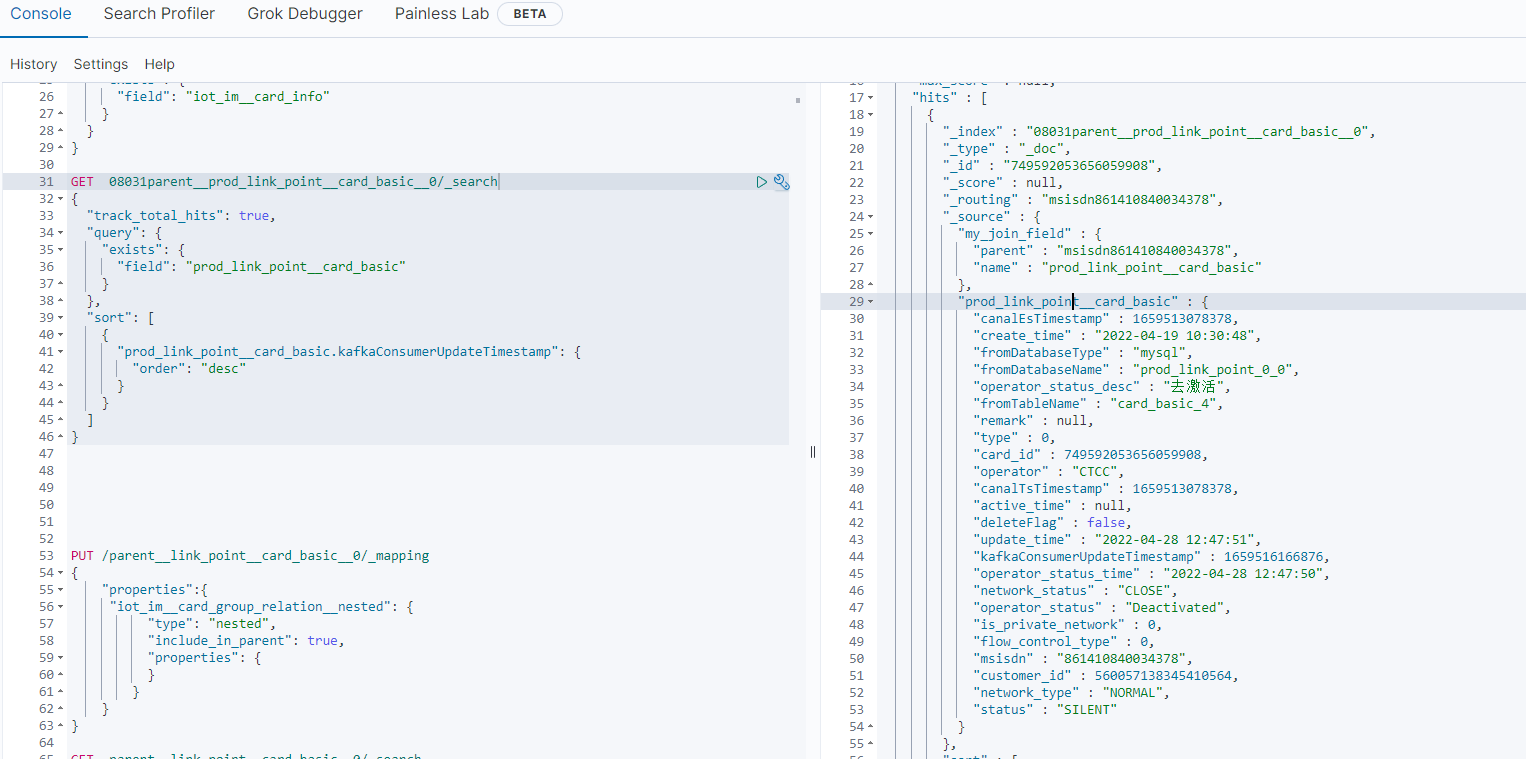 Console Search Profiler Grok Debugger Painless Lab BETA
History Settings Help
26 "field": "iot_im__card_info"
27 }
28 }
29 }
30
31 GET 08031parent__prod_link_point__card_basic__0/_search
32 {
33 "track_total_hits": true,
34 "query": {
35 "exists": {
36 "field": "prod_link_point__card_basic"
37 }
38 },
39 "sort": [
40 {
41 "prod_link_point__card_basic.kafkaConsumerUpdateTimestamp": {
42 "order": "desc"
43 }
44 }
45 ]
46 }
47
48
49
50
51
52
53 PUT /parent__link_point__card_basic__0/_mapping
54 {
55 "properties":{
56 "iot_im__card_group_relation__nested": {
57 "type": "nested",
58 "include_in_parent": true,
59 "properties": {
60 }
61 }
62 }
63 }
64
65 GET parent__link_point__card_basic__0/_search
"max_score" : null,
17 "hits" : [
18 {
19 "_index" : "08031parent__prod_link_point__card_basic__0",
20 "_type" : "_doc",
21 "_id" : "749592053656059908",
22 "_score" : null,
23 "_routing" : "msisdn861410840034378",
24 "_source" : {
25 "my_join_field" : {
26 "parent" : "msisdn861410840034378",
27 "name" : "prod_link_point__card_basic"
28 },
29 "prod_link_point__card_basic" : {
30 "canalEsTimestamp" : 1659513078378,
31 "create_time" : "2022-04-19 10:30:48",
32 "fromDatabaseType" : "mysql",
33 "fromDatabaseName" : "prod_link_point_0_0",
34 "operator_status_desc" : "去激活",
35 "fromTableName" : "card_basic_4",
36 "remark" : null,
37 "type" : 0,
38 "card_id" : 749592053656059908,
39 "operator" : "CTCC",
40 "canalTsTimestamp" : 1659513078378,
41 "active_time" : null,
42 "deleteFlag" : false,
43 "update_time" : "2022-04-28 12:47:51",
44 "kafkaConsumerUpdateTimestamp" : 1659516166876,
45 "operator_status_time" : "2022-04-28 12:47:50",
46 "network_status" : "CLOSE",
47 "operator_status" : "Deactivated",
48 "is_private_network" : 0,
49 "flow_control_type" : 0,
50 "msisdn" : "861410840034378",
51 "customer_id" : 560057138345410564,
52 "network_type" : "NORMAL",
53 "status" : "SILENT"
54 }
55 },
56 "sort" : [